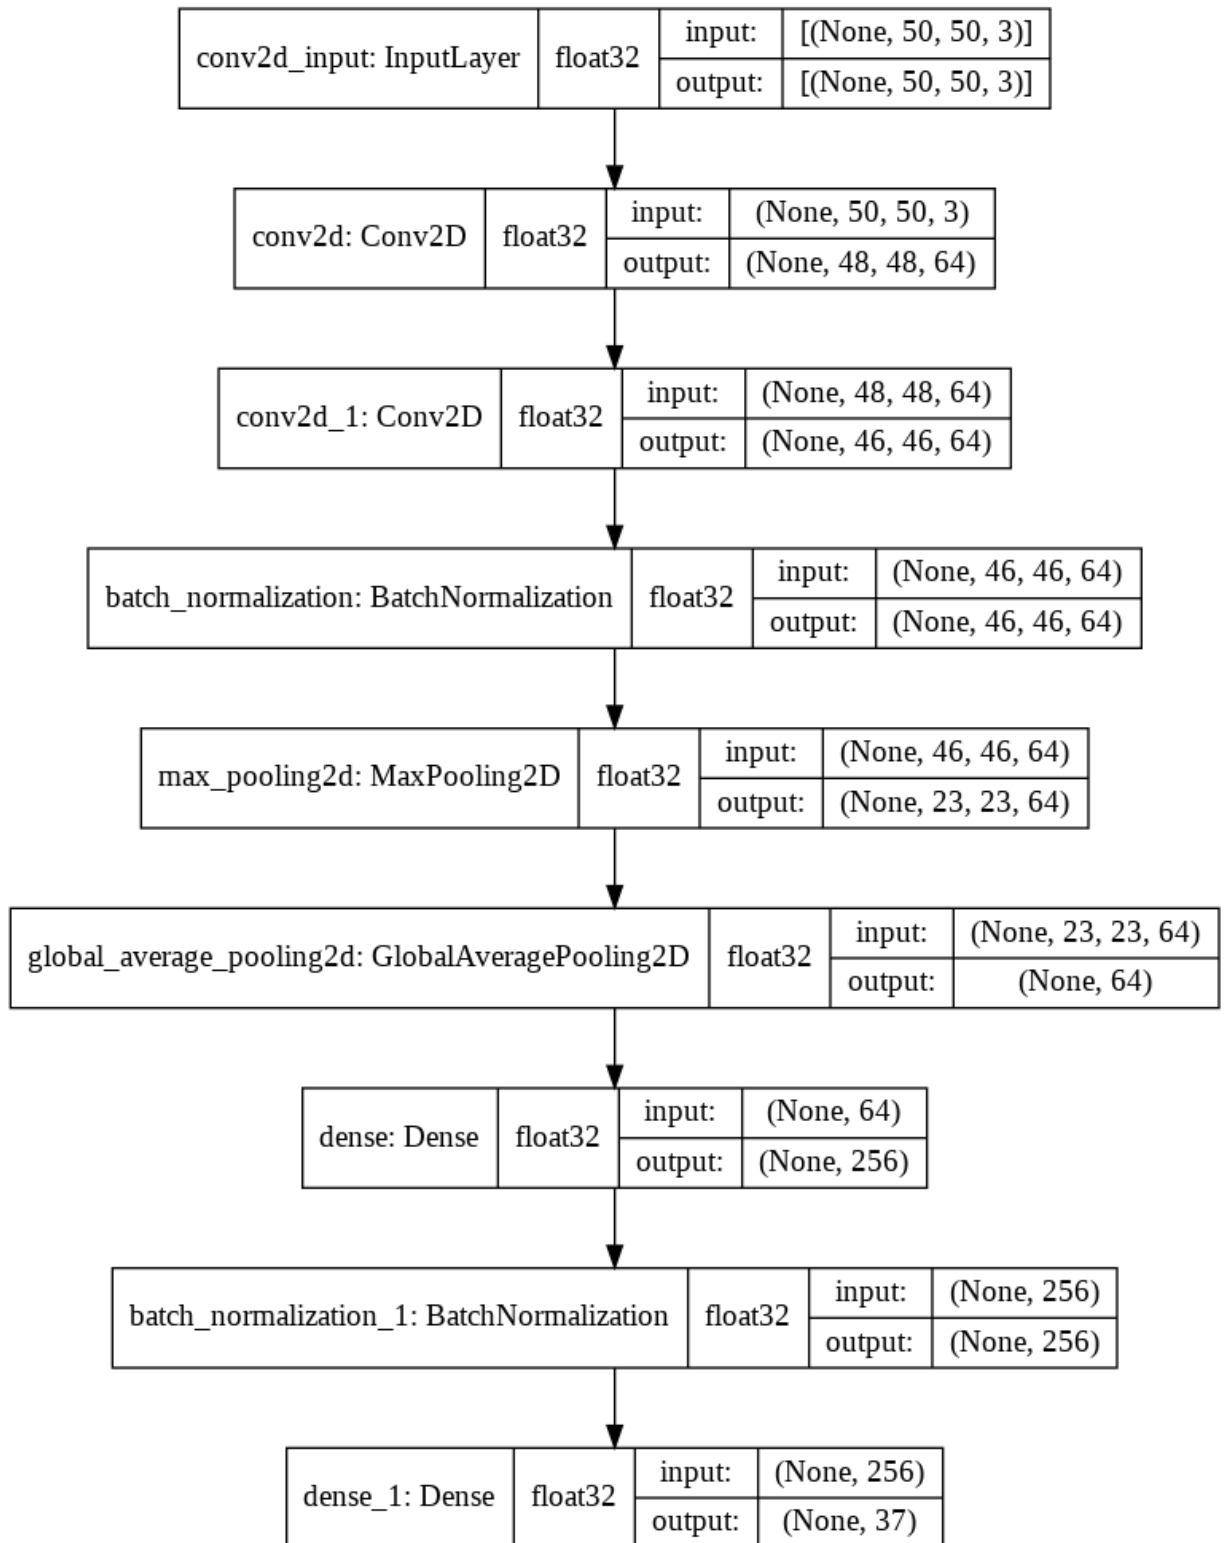 conv2d_input: InputLayer float32 input: [(None, 50, 50, 3)]
output: [(None, 50, 50, 3)]
conv2d: Conv2D float32 input: (None, 50, 50, 3)
output: (None, 48, 48, 64)
conv2d_1: Conv2D float32 input: (None, 48, 48, 64)
output: (None, 46, 46, 64)
batch_normalization: BatchNormalization float32 input: (None, 46, 46, 64)
output: (None, 46, 46, 64)
max_pooling2d: MaxPooling2D float32 input: (None, 46, 46, 64)
output: (None, 23, 23, 64)
global_average_pooling2d: GlobalAveragePooling2D float32 input: (None, 23, 23, 64)
output: (None, 64)
dense: Dense float32 input: (None, 64)
output: (None, 256)
batch_normalization_1: BatchNormalization float32 input: (None, 256)
output: (None, 256)
dense_1: Dense float32 input: (None, 256)
output: (None, 37)